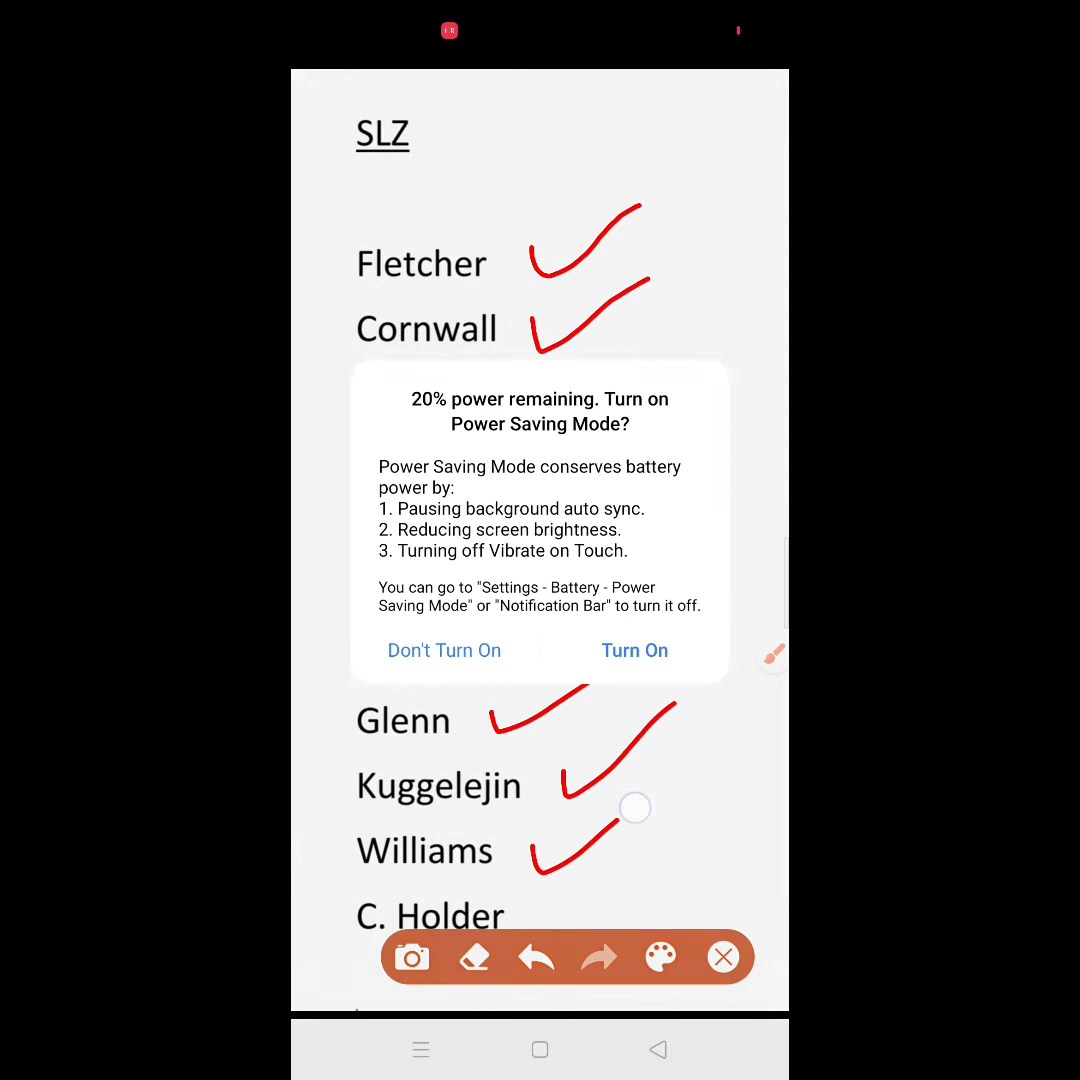 SLZ
Fletcher
Cornwall
20% power remaining. Turn on
Power Saving Mode?
Power Saving Mode conserves battery
power by:
1. Pausing background auto sync.
2. Reducing screen brightness.
3. Turning off Vibrate on Touch.
You can go to "Settings - Battery - Power
Saving Mode" or "Notification Bar" to turn it off.
Don't Turn On
Turn On
Glenn
Kuggelejin
Williams
C. Holder